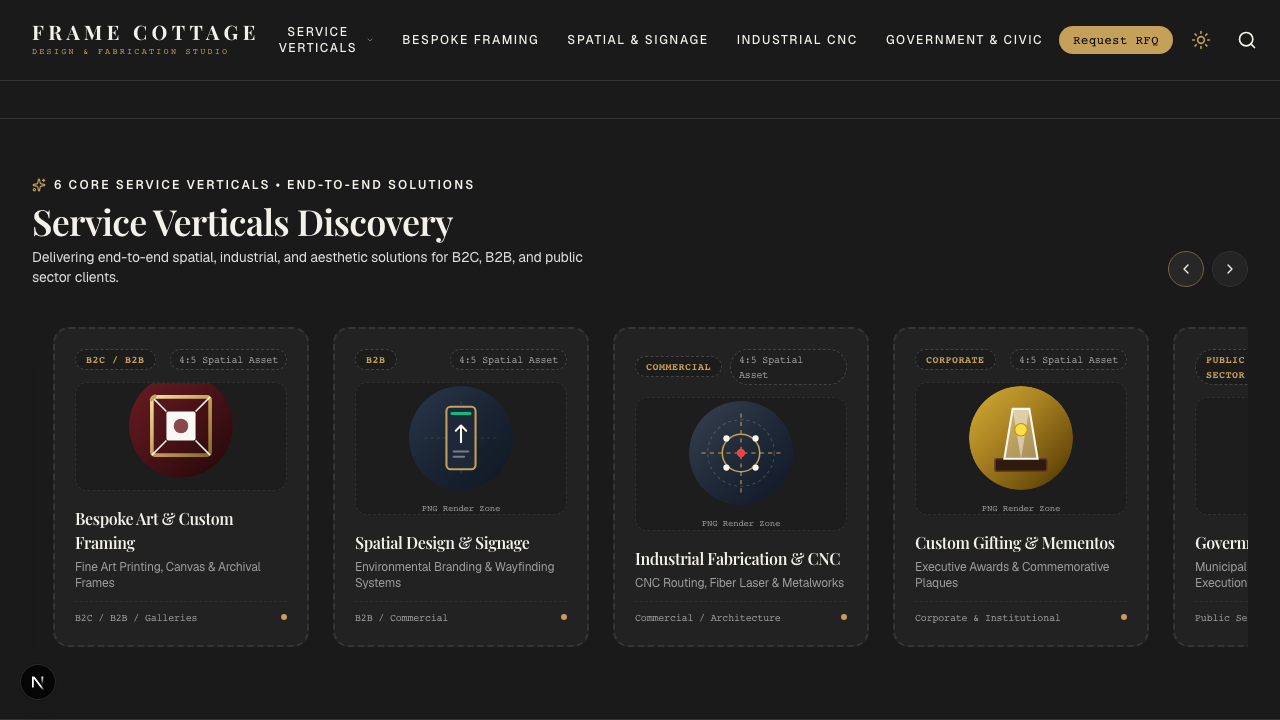 FRAME COTTAGE
DESIGN & FABRICATION STUDIO
SERVICE
VERTICALS
BESPOKE FRAMING
SPATIAL & SIGNAGE
INDUSTRIAL CNC
GOVERNMENT & CIVIC
Request RFQ
6 CORE SERVICE VERTICALS • END-TO-END SOLUTIONS
Service Verticals Discovery
Delivering end-to-end spatial, industrial, and aesthetic solutions for B2C, B2B, and public
sector clients.
B2C / B2B
4:5 Spatial Asset
Bespoke Art & Custom
Framing
Fine Art Printing, Canvas & Archival
Frames
B2C / B2B / Galleries
B2B
4:5 Spatial Asset
PNG Render Zone
Spatial Design & Signage
Environmental Branding & Wayfinding
Systems
B2B / Commercial
COMMERCIAL
4:5 Spatial
Asset
PNG Render Zone
Industrial Fabrication & CNC
CNC Routing, Fiber Laser & Metalworks
Commercial / Architecture
CORPORATE
4:5 Spatial Asset
PNG Render Zone
Custom Gifting & Mementos
Executive Awards & Commemorative
Plaques
Corporate & Institutional
PUBLIC
SECTOR
Municipal
Execution
Public Se
N